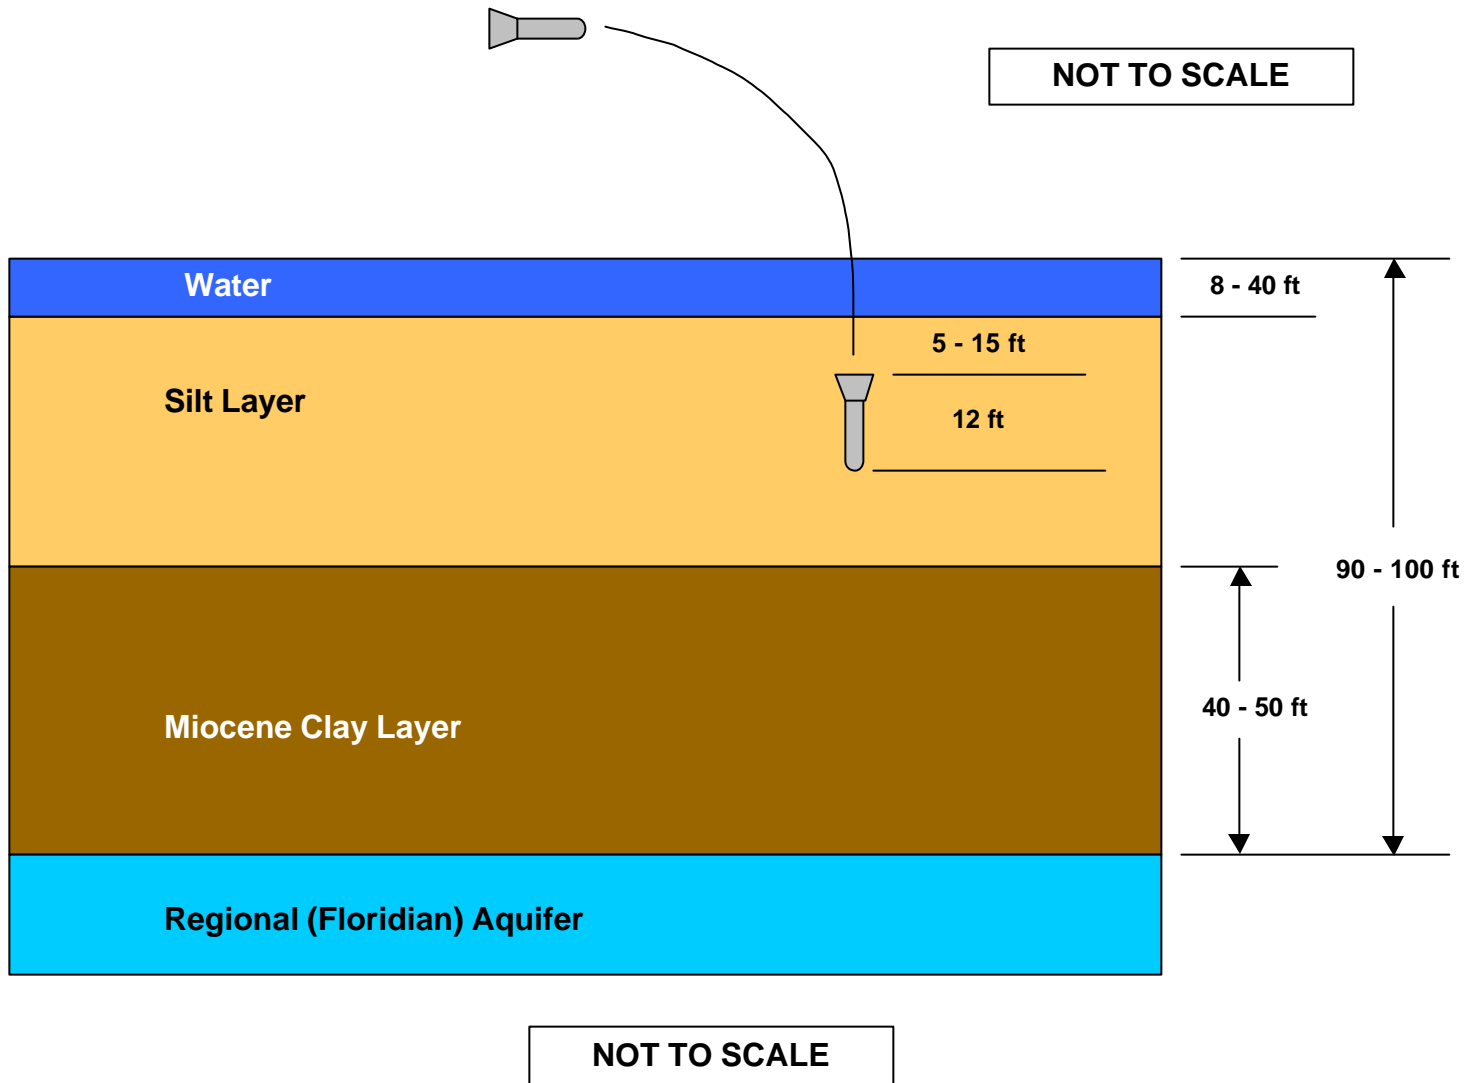 NOT TO SCALE
Water
8 - 40 ft
5 - 15 ft
Silt Layer
12 ft
90 - 100 ft
40 - 50 ft
Miocene Clay Layer
Regional (Floridian) Aquifer
NOT TO SCALE